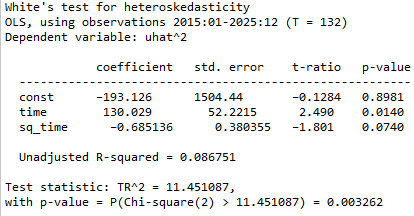 White's test for heteroskedasticity
OLS, using observations 2015:01-2025:12 (T = 132)
Dependent variable: uhat^2
coefficient std. error t-ratio p-value
---------------------------------------------------------
const −193.126 1504.44 −0.1284 0.8981
time 130.029 52.2215 2.490 0.0140
sq_time −0.685136 0.380355 −1.801 0.0740
Unadjusted R-squared = 0.086751
Test statistic: TR^2 = 11.451087,
with p-value = P(Chi-square(2) > 11.451087) = 0.003262